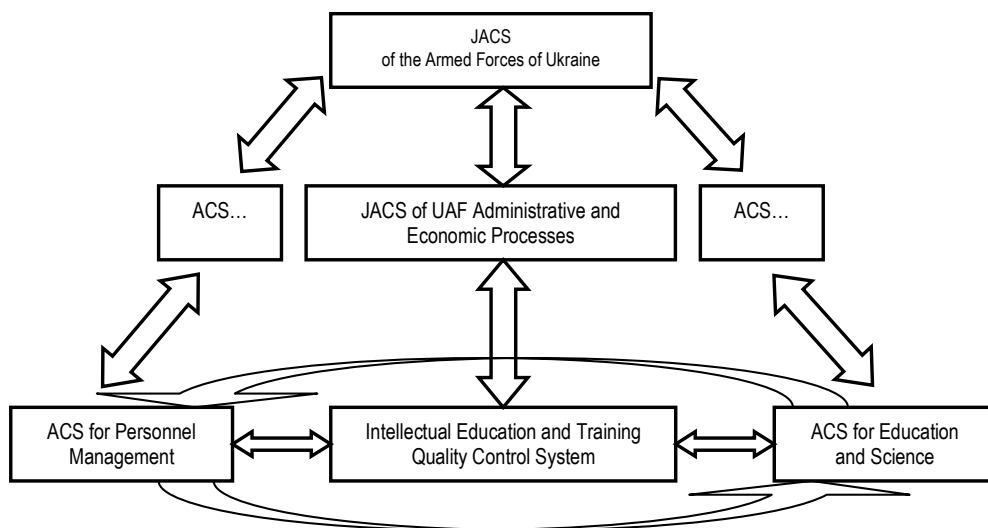 JACS
of the Armed Forces of Ukraine
ACS…
JACS of UAF Administrative and
Economic Processes
ACS…
ACS for Personnel
Management
Intellectual Education and Training
Quality Control System
ACS for Education
and Science